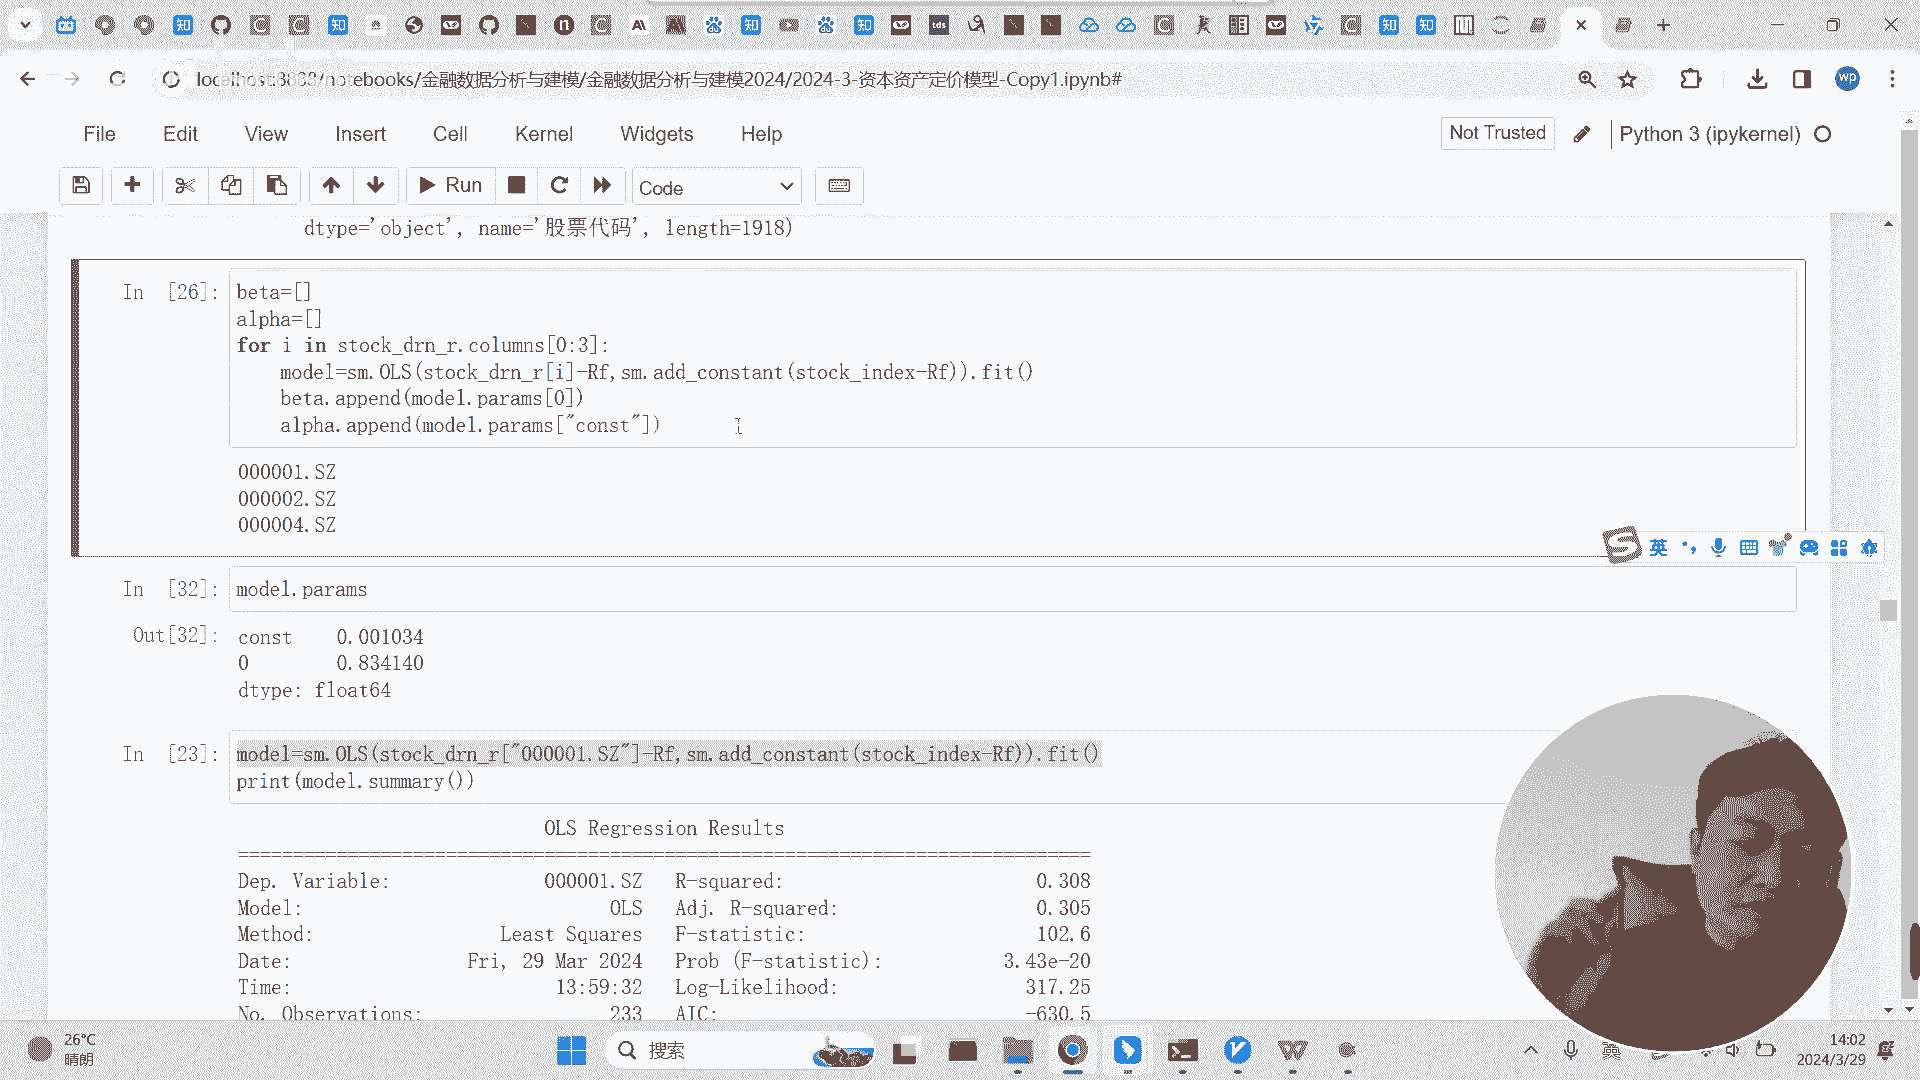 localhost:8888/notebooks/金融数据分析与建模/金融数据分析与建模2024/2024-3-资本资产定价模型-Copy1.ipynb#
wp
File Edit View Insert Cell Kernel Widgets Help
Not Trusted
Python 3 (ipykernel)
Run
Code
dtype='object', name='股票代码', length=1918)
In [26]:
beta=[]
alpha=[]
for i in stock_drn_r.columns[0:3]:
model=sm.OLS(stock_drn_r[i]-Rf,sm.add_constant(stock_index-Rf)).fit()
beta.append(model.params[0])
alpha.append(model.params["const"])
000001.SZ
000002.SZ
000004.SZ
英
In [32]: model.params
Out[32]: const 0.001034
0 0.834140
dtype: float64
In [23]: model=sm.OLS(stock_drn_r["000001.SZ"]-Rf,sm.add_constant(stock_index-Rf)).fit()
print(model.summary())
OLS Regression Results
Dep. Variable: 000001.SZ R-squared: 0.308
Model: OLS Adj. R-squared: 0.305
Method: Least Squares F-statistic: 102.6
Date: Fri, 29 Mar 2024 Prob (F-statistic): 3.43e-20
Time: 13:59:32 Log-Likelihood: 317.25
No. Observations: 233 AIC: -630.5
26°C
晴朗
搜索
英
14:02
2024/3/29